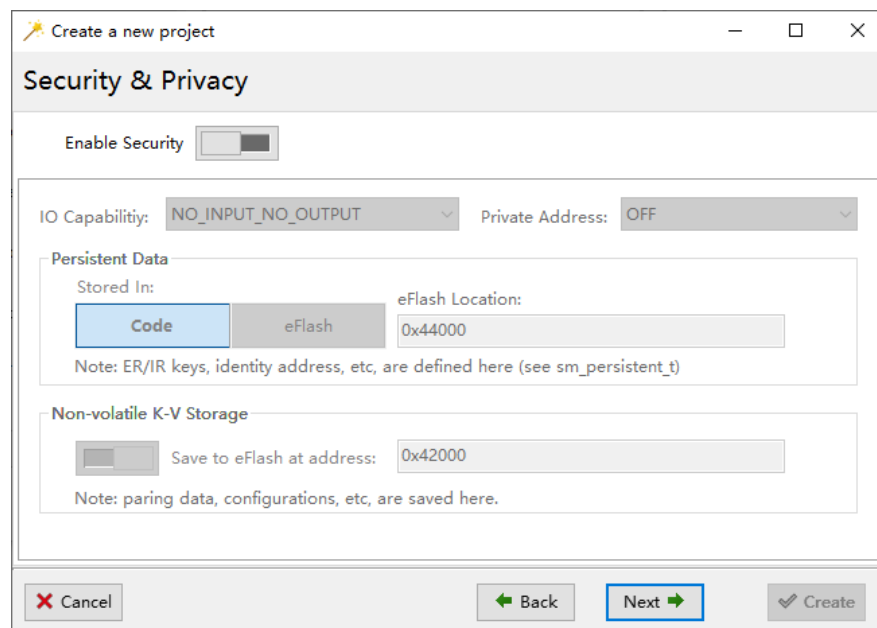 Create a new project
Security & Privacy
Enable Security
IO Capabilitiy: NO_INPUT_NO_OUTPUT Private Address: OFF
Persistent Data
Stored In:
eFlash Location:
Code eFlash 0x44000
Note: ER/IR keys, identity address, etc, are defined here (see sm_persistent_t)
Non-volatile K-V Storage
Save to eFlash at address: 0x42000
Note: paring data, configurations, etc, are saved here.
Cancel Back Next Create